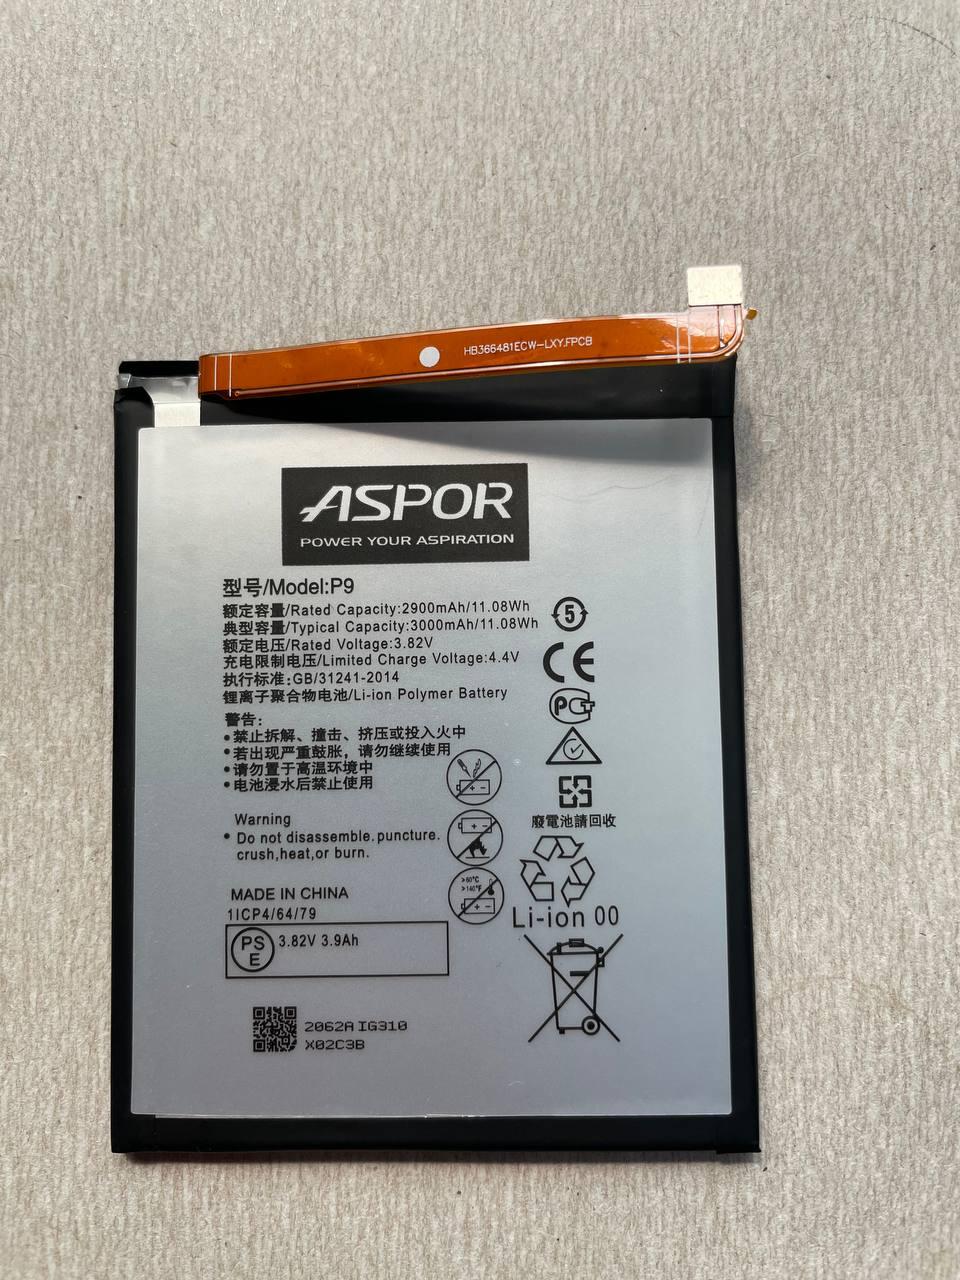 HB366481ECW-LXY.FPCB
ASPOR
POWER YOUR ASPIRATION
型号/Model:P9
额定容量/Rated Capacity:2900mAh/11.08Wh
典型容量/Typical Capacity:3000mAh/11.08Wh
额定电压/Rated Voltage:3.82V
充电限制电压/Limited Charge Voltage:4.4V
执行标准:GB/31241-2014
锂离子聚合物电池/Li-ion Polymer Battery
5
CE
PCT
警告:
•禁止拆解、撞击、挤压或投入火中
•若出现严重鼓胀，请勿继续使用
•请勿置于高温环境中
•电池浸水后禁止使用
廢電池請回收
Warning
• Do not disassemble.puncture.
crush,heat,or burn.
>60°C
>140°F
MADE IN CHINA
1ICP4/64/79
Li-ion 00
PS
E
3.82V 3.9Ah
2062A IG310
X02C3B